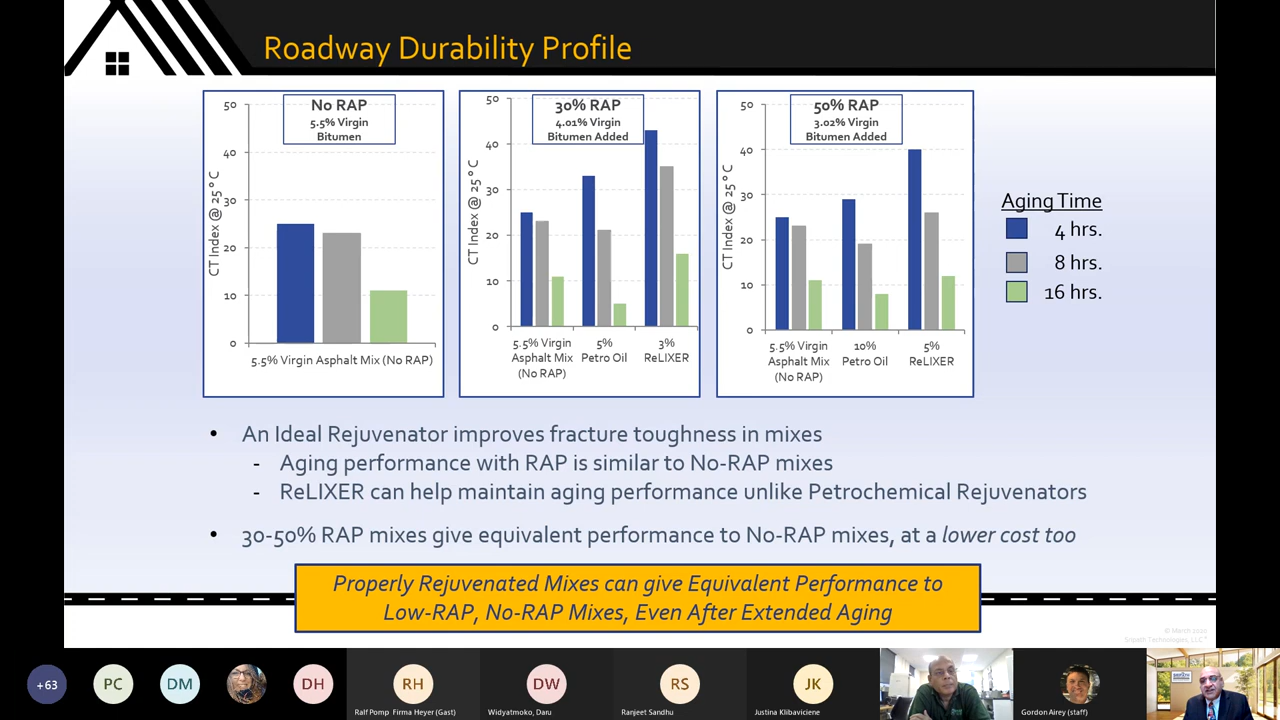 Roadway Durability Profile
No RAP
5.5% Virgin
Bitumen
50
40
30
20
10
0
CT Index @ 25 ° C
5.5% Virgin Asphalt Mix (No RAP)
30% RAP
4.01% Virgin
Bitumen Added
50
40
30
20
10
0
CT Index @ 25 ° C
5.5% Virgin
Asphalt Mix
(No RAP)
5%
Petro Oil
3%
ReLIXER
50% RAP
3.02% Virgin
Bitumen Added
50
40
30
20
10
0
CT Index @ 25 ° C
5.5% Virgin
Asphalt Mix
(No RAP)
10%
Petro Oil
5%
ReLIXER
Aging Time
4 hrs.
8 hrs.
16 hrs.
• An Ideal Rejuvenator improves fracture toughness in mixes
- Aging performance with RAP is similar to No-RAP mixes
- ReLIXER can help maintain aging performance unlike Petrochemical Rejuvenators
• 30-50% RAP mixes give equivalent performance to No-RAP mixes, at a lower cost too
Properly Rejuvenated Mixes can give Equivalent Performance to
Low-RAP, No-RAP Mixes, Even After Extended Aging
© March 2020
Sripath Technologies, LLC
+63
PC
DM
DH
RH
Ralf Pomp Firma Heyer (Gast)
DW
Widyatmoko, Daru
RS
Ranjeet Sandhu
JK
Justina Klibaviciene
Gordon Airey (staff)